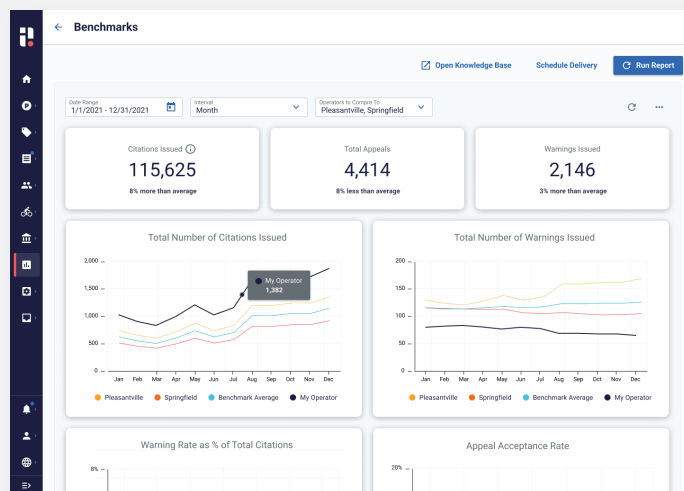 Benchmarks
Open Knowledge Base
Schedule Delivery
Run Report
Date Range
1/1/2021 - 12/31/2021
Interval
Month
Operators to Compre To
Pleasantville, Springfield
Citations Issued
115,625
8% more than average
Total Appeals
4,414
8% less than average
Warnings Issued
2,146
3% more than average
Total Number of Citations Issued
2,000
1,500
1,000
500
0
My Operator
1,382
Jan Feb Mar Apr May Jun Jul Aug Sep Oct Nov Dec
Pleasantville Springfield Benchmark Average My Operator
Total Number of Warnings Issued
200
150
100
50
0
Jan Feb Mar Apr May Jun Jul Aug Sep Oct Nov Dec
Pleasantville Springfield Benchmark Average My Operator
Warning Rate as % of Total Citations
8%
Appeal Acceptance Rate
20%